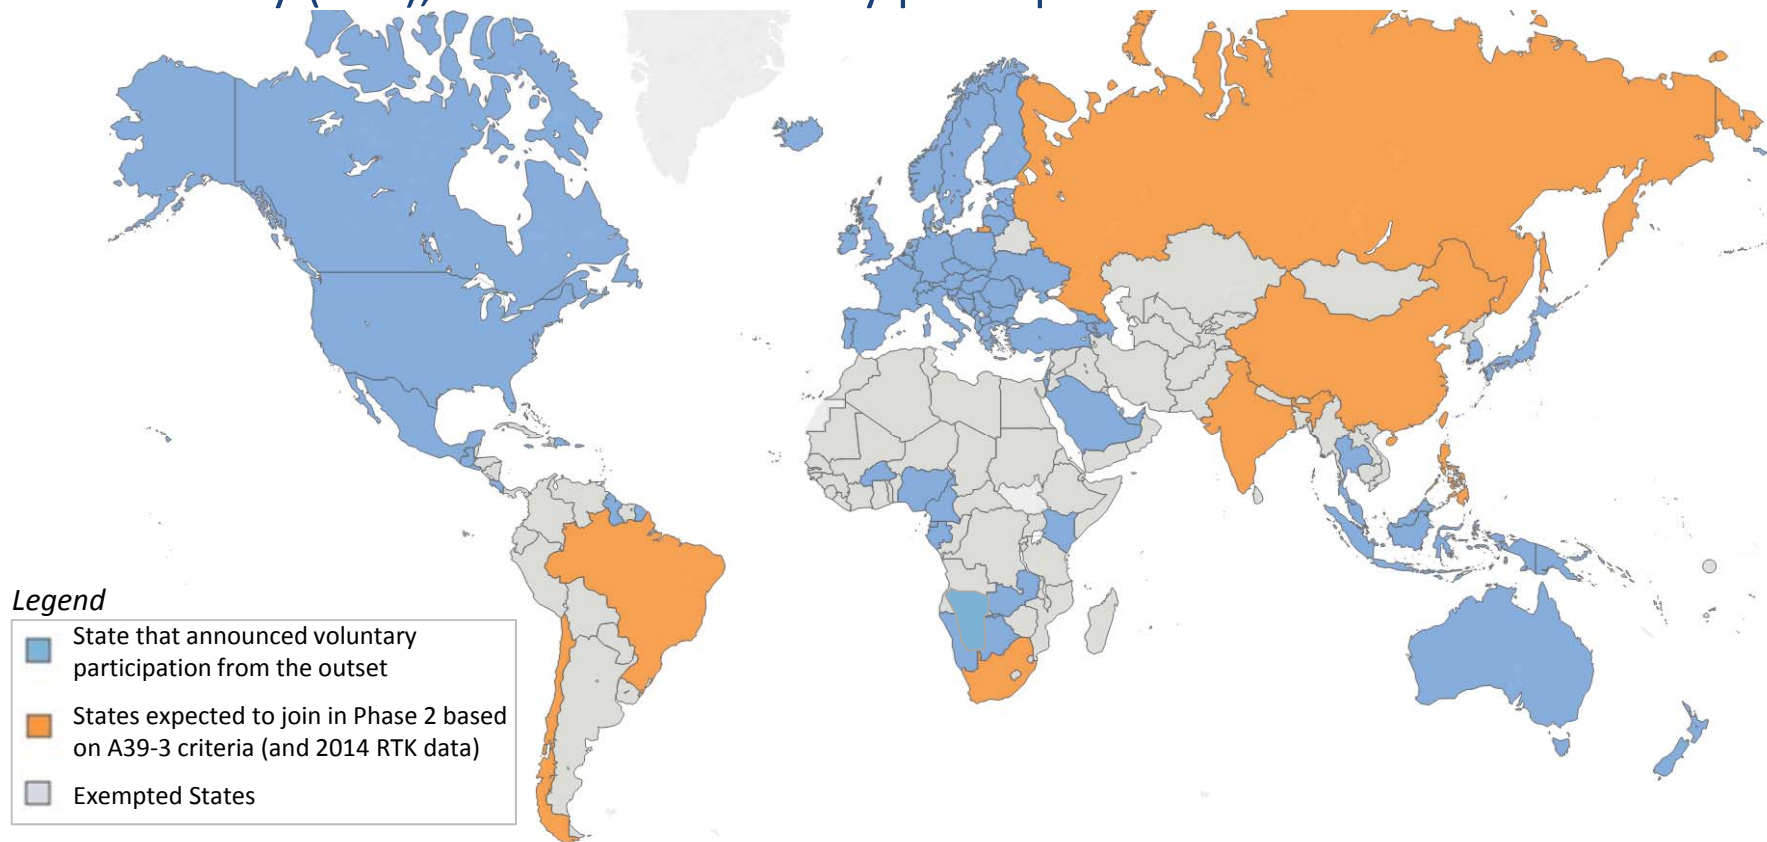 Legend
State that announced voluntary
participation from the outset
States expected to join in Phase 2 based
on A39-3 criteria (and 2014 RTK data)
Exempted States